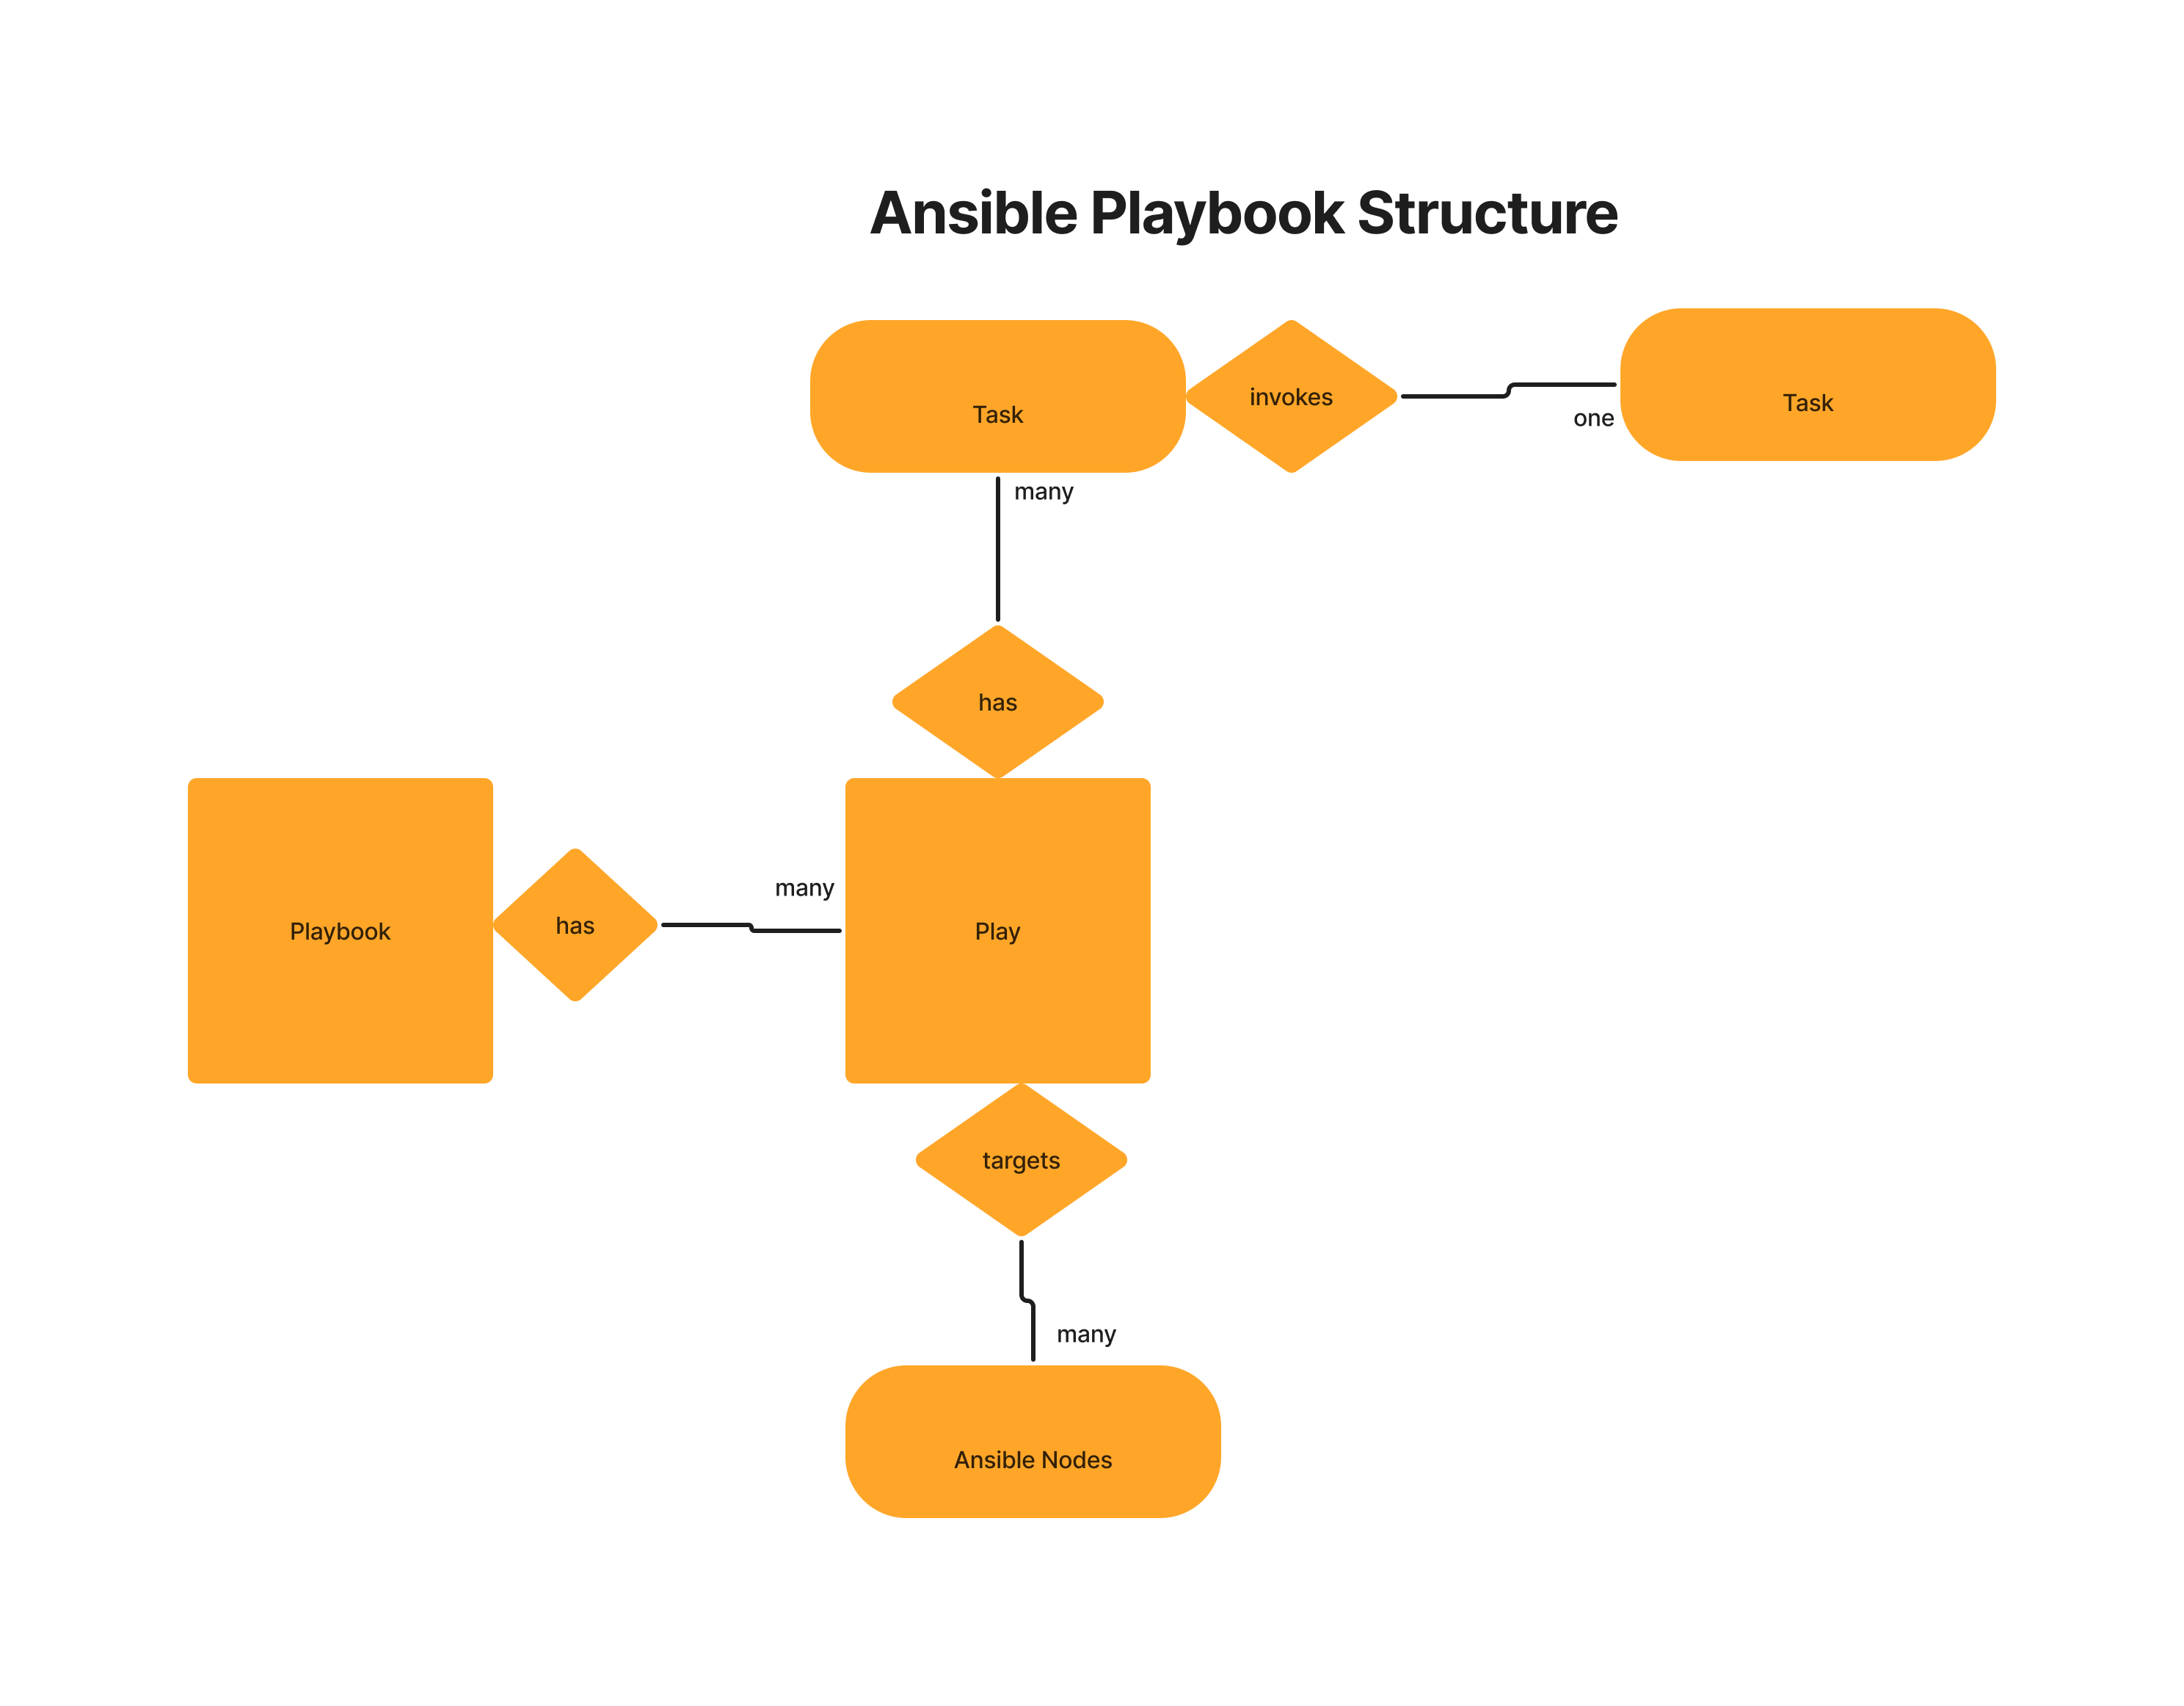 Ansible Playbook Structure
Task
invokes
one
Task
many
has
Playbook
has
many
Play
targets
many
Ansible Nodes